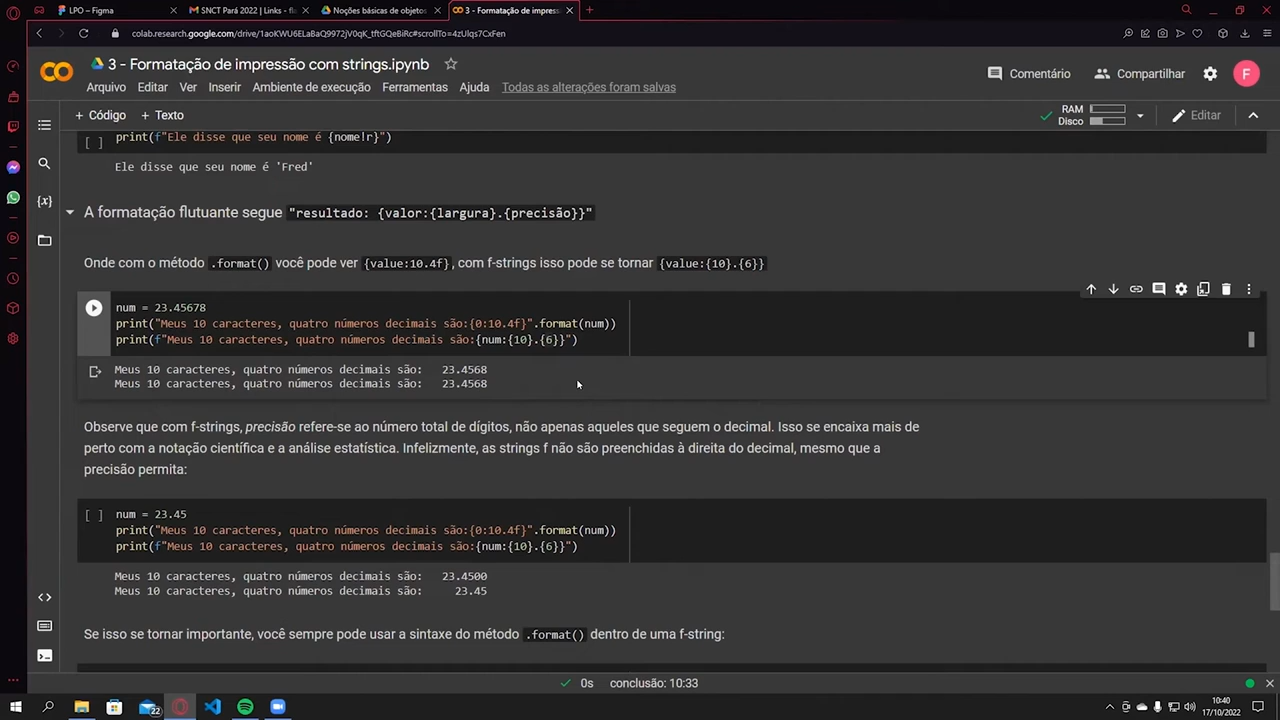 LPO – Figma
SNCT Pará 2022 | Links - f
Noções básicas de objetos
3 - Formatação de impress
colab.research.google.com/drive/1aoKWU6ELaBaQ9972jV0qK_tftGQeBiRc#scrollTo=4zUlqs7CxFen
3 - Formatação de impressão com strings.ipynb
Comentário
Compartilhar
F
Arquivo Editar Ver Inserir Ambiente de execução Ferramentas Ajuda Todas as alterações foram salvas
+ Código + Texto
RAM
Disco
Editar
[ ] print(f"Ele disse que seu nome é {nome!r}")
Ele disse que seu nome é 'Fred'
A formatação flutuante segue "resultado: {valor:{largura}.{precisão}}"
Onde com o método .format() você pode ver {value:10.4f}, com f-strings isso pode se tornar {value:{10}.{6}}
num = 23.45678
print("Meus 10 caracteres, quatro números decimais são:{0:10.4f}".format(num))
print(f"Meus 10 caracteres, quatro números decimais são:{num:{10}.{6}}")
Meus 10 caracteres, quatro números decimais são:   23.4568
Meus 10 caracteres, quatro números decimais são:   23.4568
Observe que com f-strings, precisão refere-se ao número total de dígitos, não apenas aqueles que seguem o decimal. Isso se encaixa mais de
perto com a notação científica e a análise estatística. Infelizmente, as strings f não são preenchidas à direita do decimal, mesmo que a
precisão permita:
[ ] num = 23.45
print("Meus 10 caracteres, quatro números decimais são:{0:10.4f}".format(num))
print(f"Meus 10 caracteres, quatro números decimais são:{num:{10}.{6}}")
Meus 10 caracteres, quatro números decimais são:   23.4500
Meus 10 caracteres, quatro números decimais são:     23.45
Se isso se tornar importante, você sempre pode usar a sintaxe do método .format() dentro de uma f-string:
0s conclusão: 10:33
22
10:40
17/10/2022